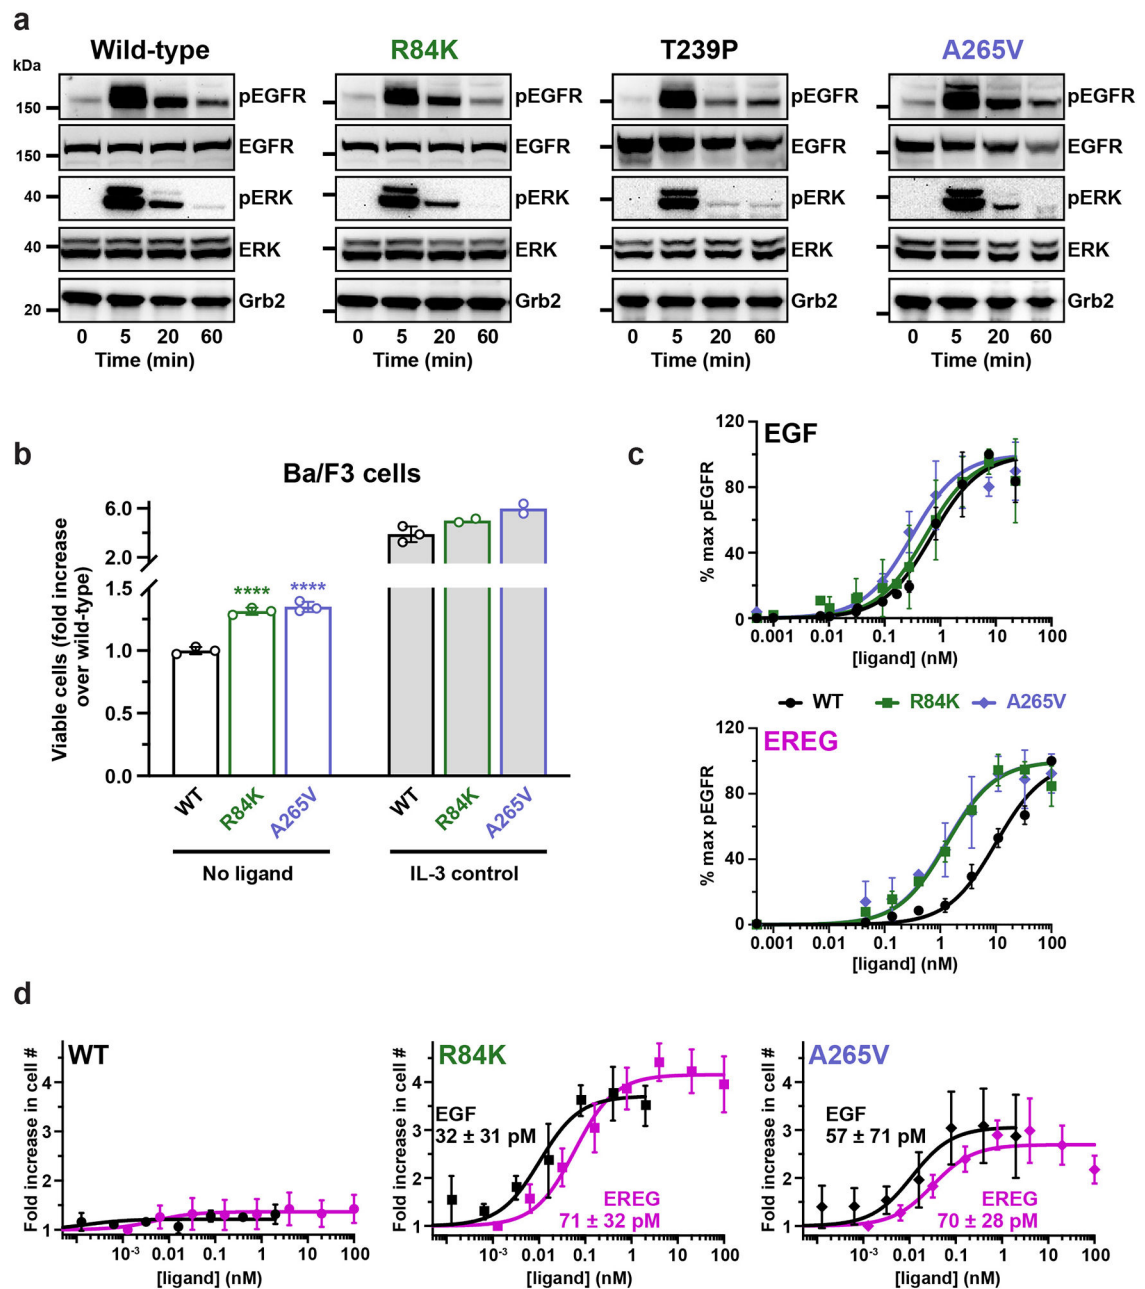 a
Wild-type R84K T239P A265V
kDa
150 pEGFR pEGFR pEGFR pEGFR
150 EGFR EGFR EGFR EGFR
40 pERK pERK pERK pERK
40 ERK ERK ERK ERK
20 Grb2 Grb2 Grb2 Grb2
0 5 20 60 0 5 20 60 0 5 20 60 0 5 20 60
Time (min) Time (min) Time (min) Time (min)
b
Ba/F3 cells
Viable cells (fold increase
over wild-type)
6.0
2.0
1.5
1.0
0.5
0.0
**** ****
WT R84K A265V WT R84K A265V
No ligand IL-3 control
c
EGF
% max pEGFR
120
80
40
0
0.001 0.01 0.1 1 10 100
[ligand] (nM)
WT R84K A265V
EREG
% max pEGFR
120
80
40
0
0.001 0.01 0.1 1 10 100
[ligand] (nM)
d
WT
Fold increase in cell #
4
3
2
1
10-3 0.01 0.1 1 10 100
[ligand] (nM)
R84K
Fold increase in cell #
4
3
2
1
EGF
32 ± 31 pM
EREG
71 ± 32 pM
10-3 0.01 0.1 1 10 100
[ligand] (nM)
A265V
Fold increase in cell #
4
3
2
1
EGF
57 ± 71 pM
EREG
70 ± 28 pM
10-3 0.01 0.1 1 10 100
[ligand] (nM)